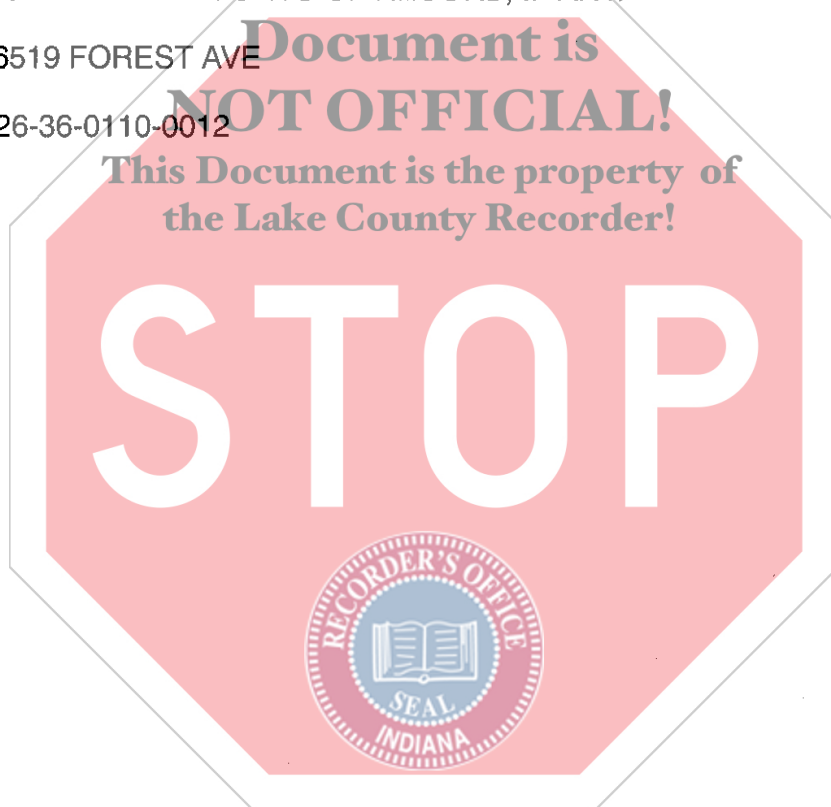 6519 FOREST AVE
Document is
NOT OFFICIAL!
26-36-0110-0012
This Document is the property of
the Lake County Recorder!
STOP
RECORDER'S OFFICE
SEAL
INDIANA